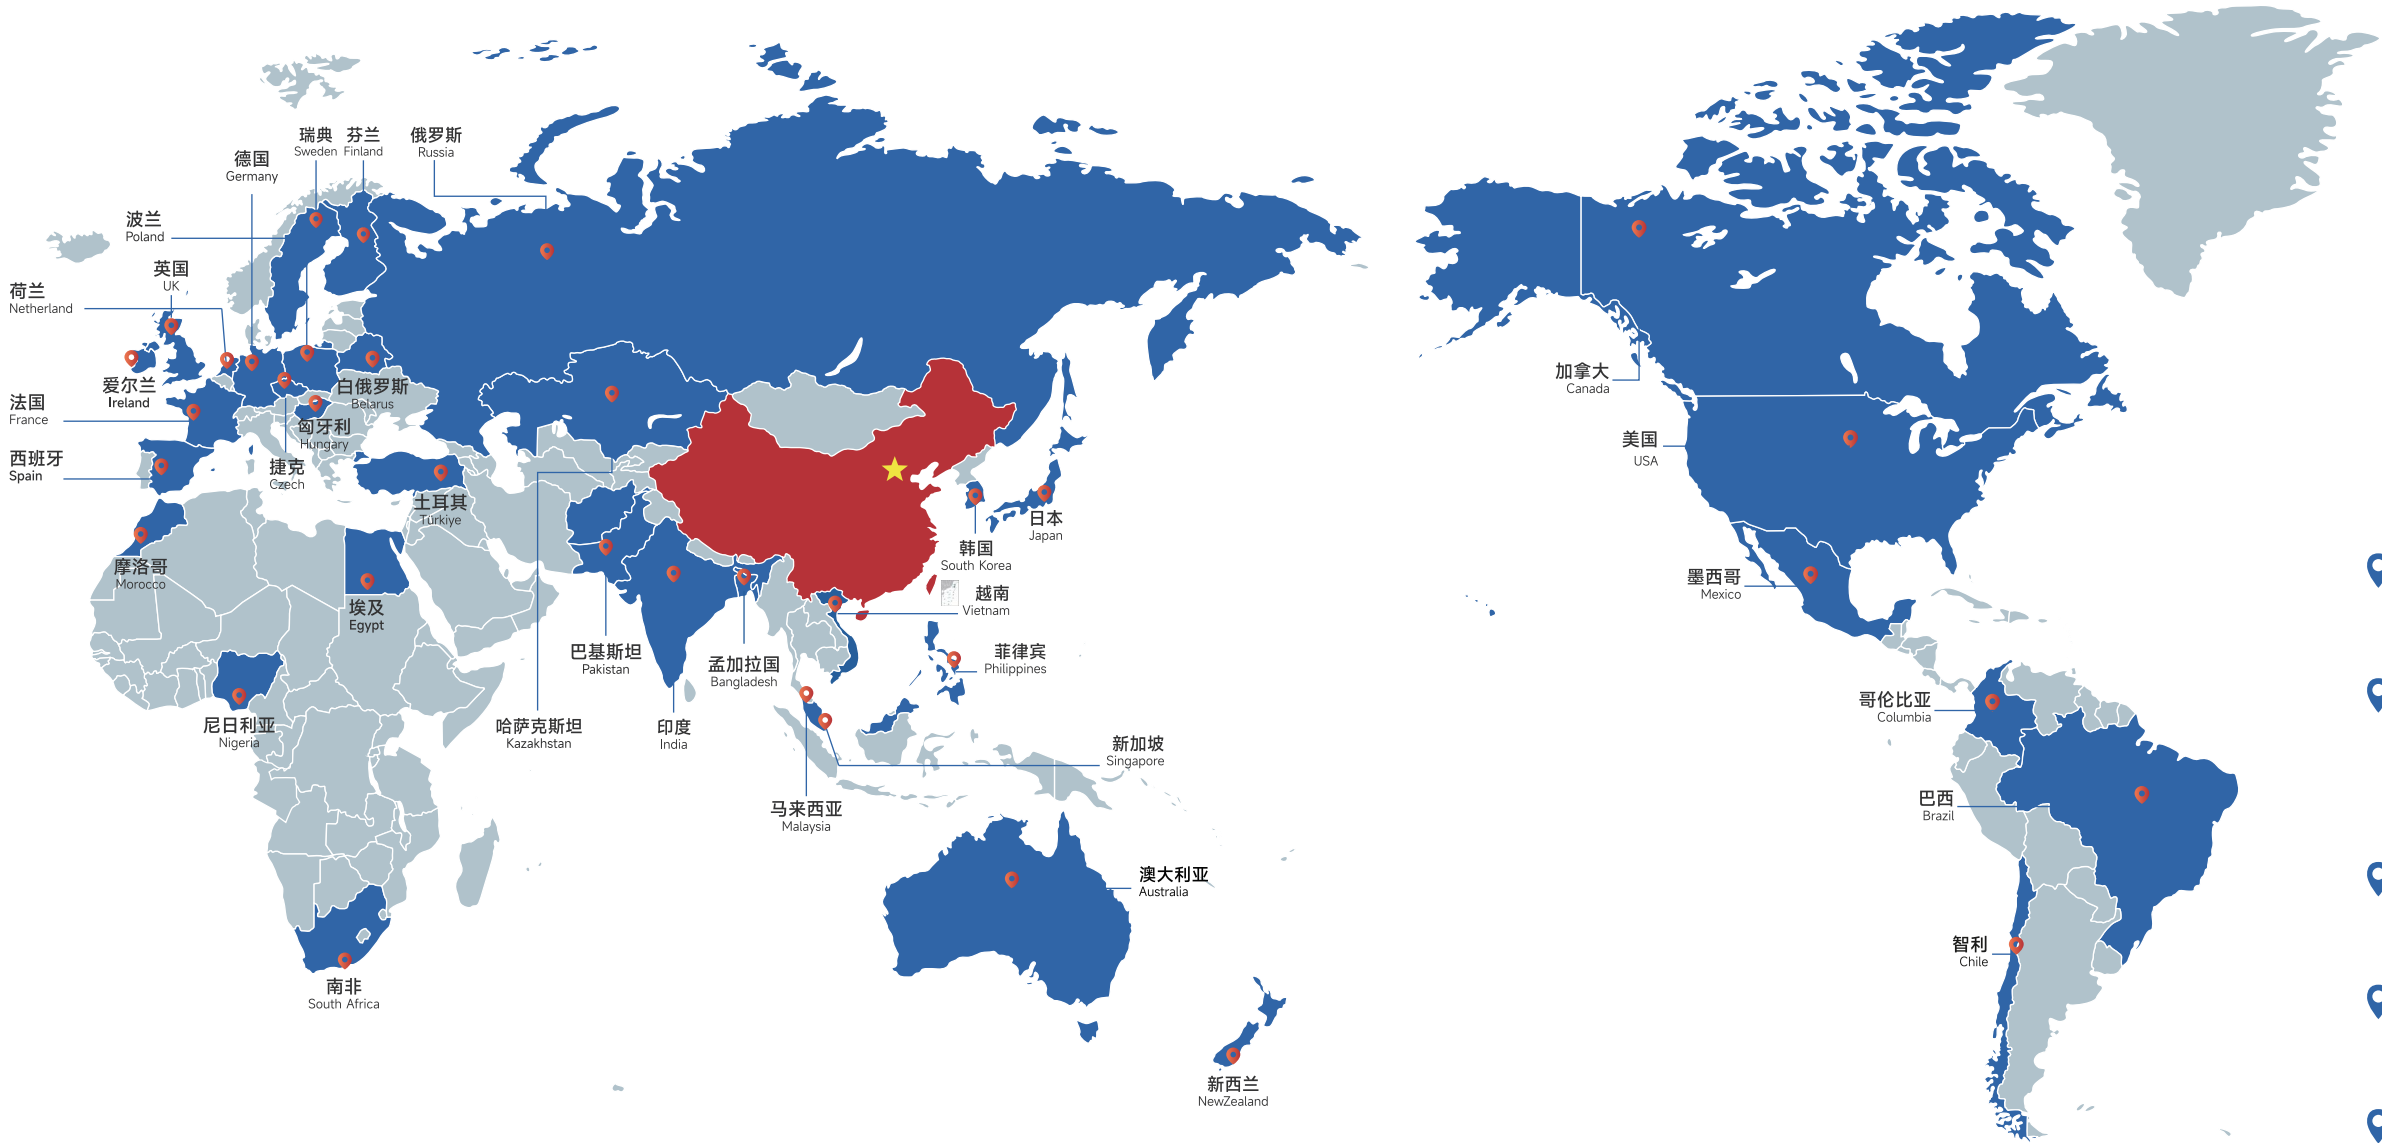 瑞典
Sweden
芬兰
Finland
俄罗斯
Russia
德国
Germany
波兰
Poland
英国
UK
荷兰
Netherland
爱尔兰
Ireland
法国
France
西班牙
Spain
白俄罗斯
Belarus
匈牙利
Hungary
捷克
Czech
土耳其
Türkiye
摩洛哥
Morocco
埃及
Egypt
尼日利亚
Nigeria
南非
South Africa
哈萨克斯坦
Kazakhstan
巴基斯坦
Pakistan
印度
India
孟加拉国
Bangladesh
日本
Japan
韩国
South Korea
越南
Vietnam
菲律宾
Philippines
新加坡
Singapore
马来西亚
Malaysia
澳大利亚
Australia
新西兰
NewZealand
加拿大
Canada
美国
USA
墨西哥
Mexico
哥伦比亚
Columbia
巴西
Brazil
智利
Chile